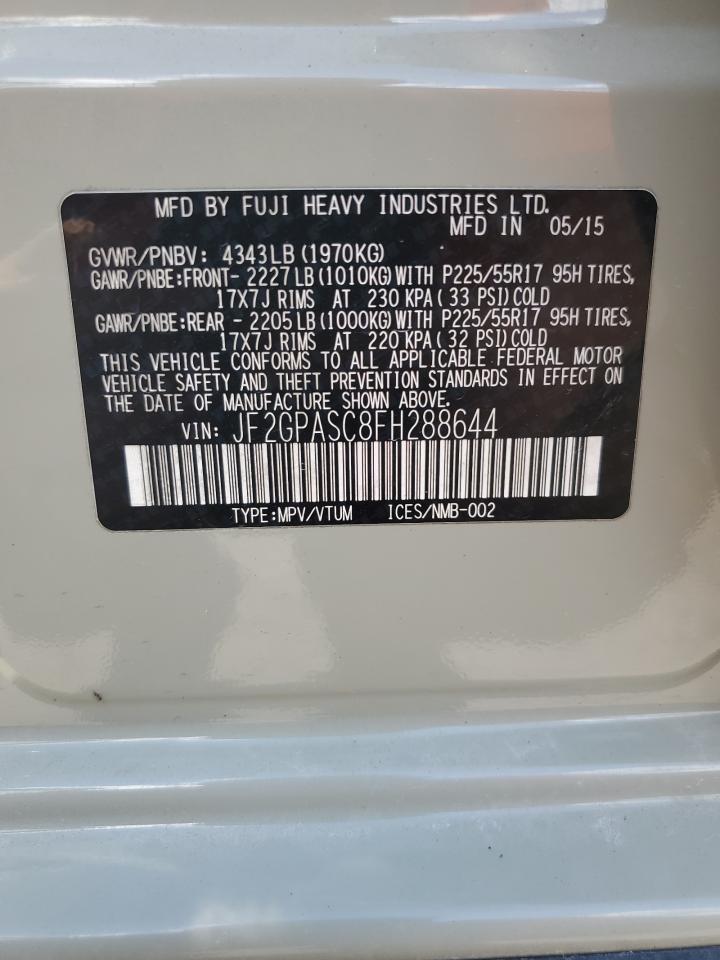 MFD BY FUJI HEAVY INDUSTRIES LTD.
MFD IN 05/15
GVWR/PNBV: 4343LB (1970KG)
GAWR/PNBE:FRONT- 2227LB (1010KG) WITH P225/55R17 95H TIRES,
17X7J RIMS AT 230 KPA ( 33 PSI) COLD
GAWR/PNBE:REAR - 2205LB (1000KG) WITH P225/55R17 95H TIRES,
17X7J RIMS AT 220 KPA ( 32 PSI) COLD
THIS VEHICLE CONFORMS TO ALL APPLICABLE FEDERAL MOTOR
VEHICLE SAFETY AND THEFT PREVENTION STANDARDS IN EFFECT ON
THE DATE OF MANUFACTURE SHOWN ABOVE.
VIN: JF2GPASC8FH288644
TYPE:MPV/VTUM ICES/NMB-002